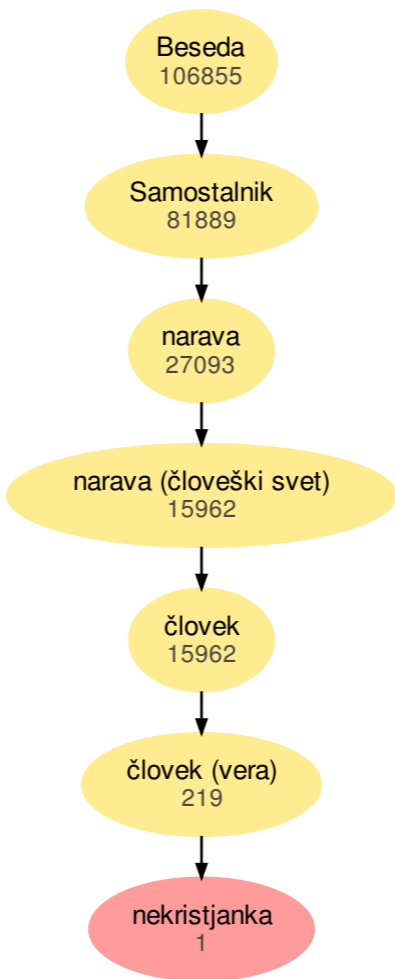 Beseda
106855
Samostalnik
81889
narava
27093
narava (človeški svet)
15962
človek
15962
človek (vera)
219
nekristjanka
1